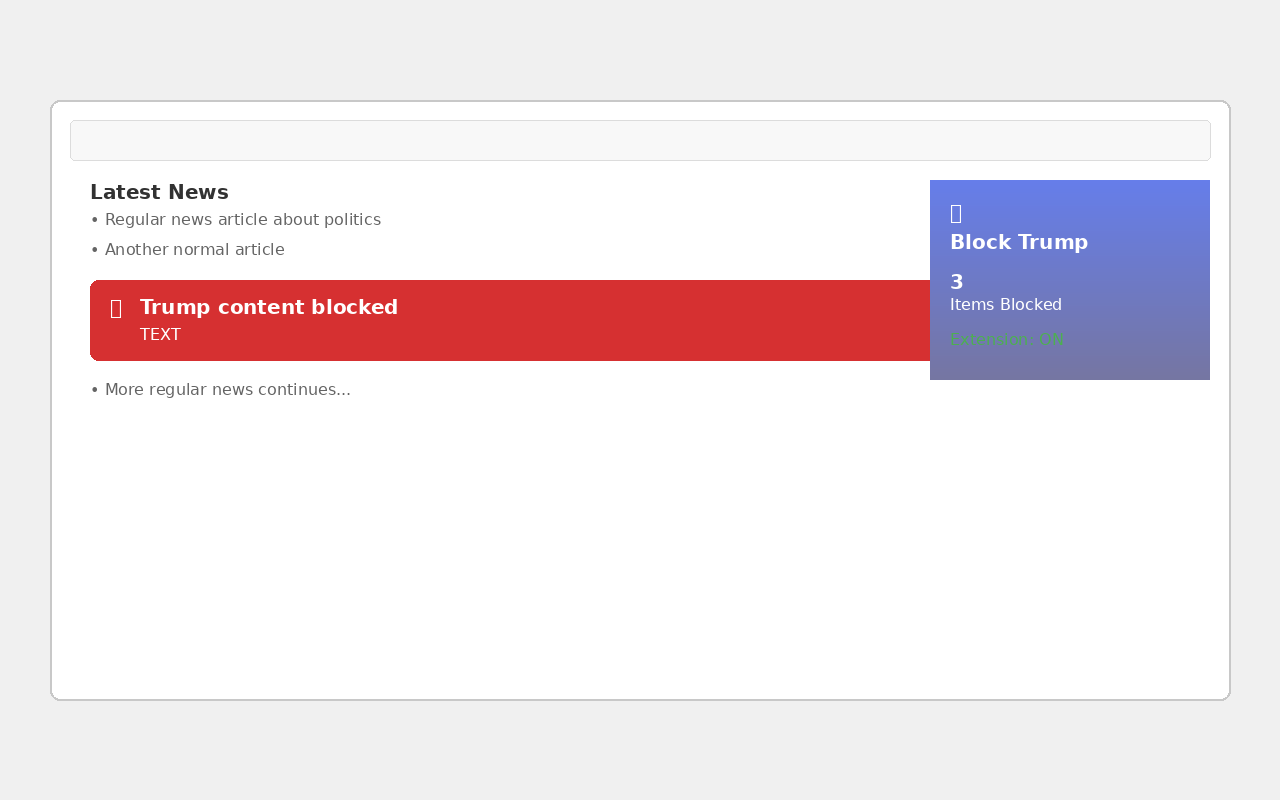 Latest News
• Regular news article about politics
• Another normal article
Trump content blocked
TEXT
• More regular news continues...
Block Trump
3
Items Blocked
Extension: ON